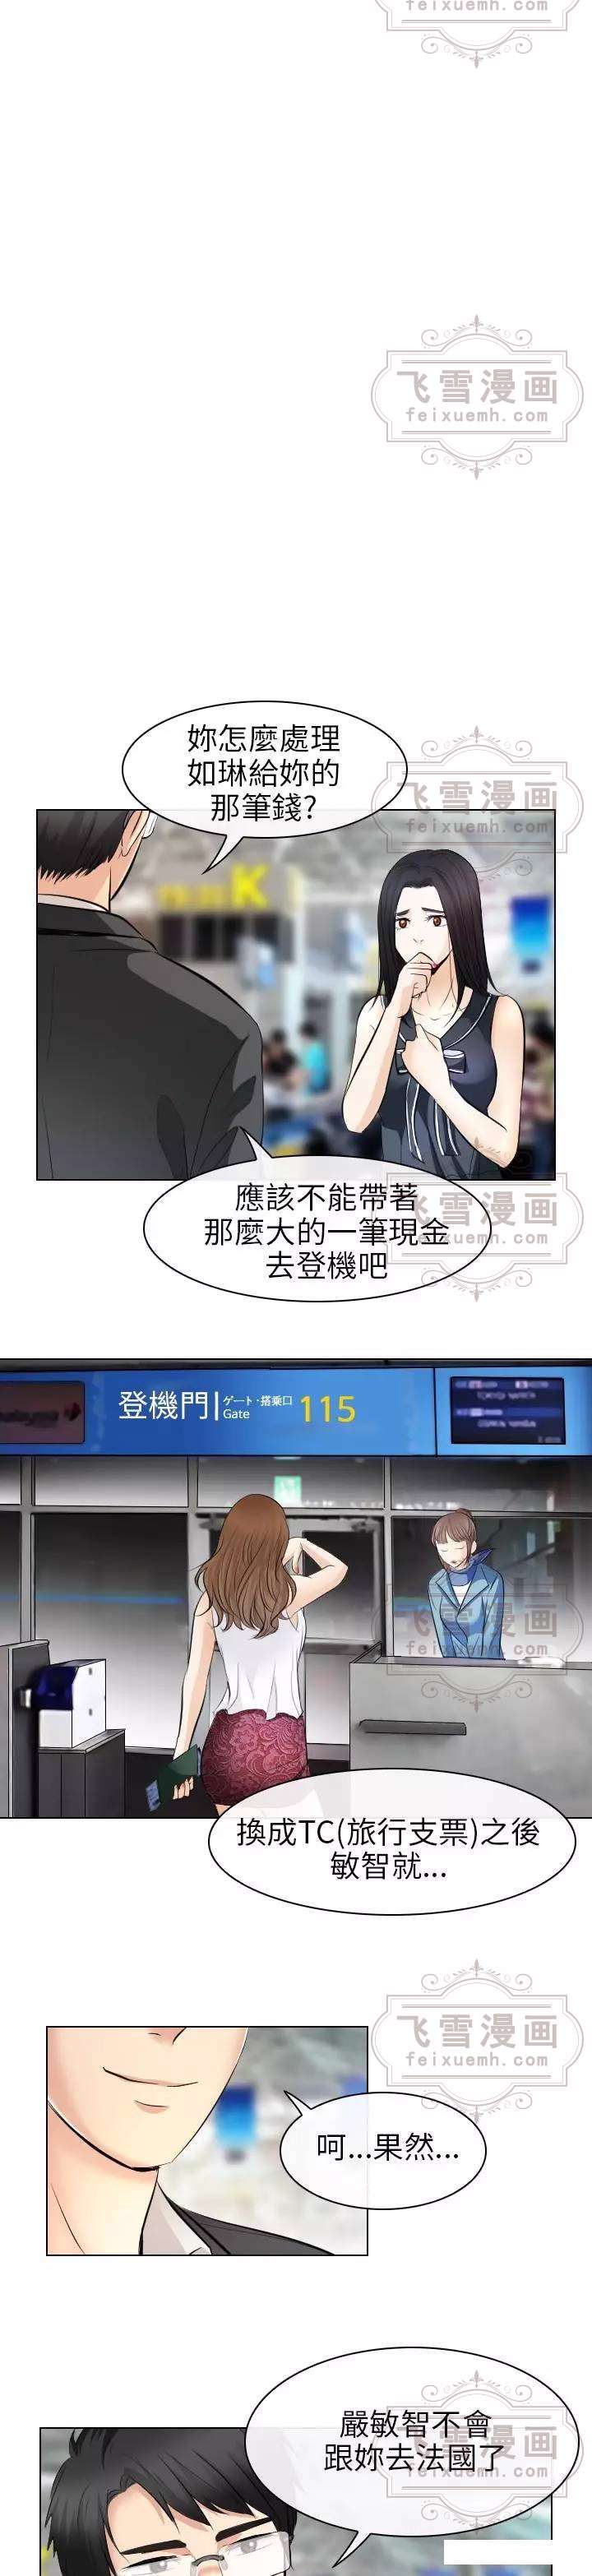 feixuemh.com
飞雪漫画
feixuemh.com
妳怎麼處理
如琳給妳的
那筆錢?
飞雪漫画
feixuemh.com
K
應該不能帶著
那麼大的一筆現金
去登機吧
飞雪漫画
feixuemh.com
登機門 ゲート·搭乗口 115
Gate
飞雪漫画
feixuemh.com
換成TC(旅行支票)之後
敏智就...
飞雪漫画
feixuemh.com
呵...果然...
嚴敏智不會
跟妳去法國了
飞雪漫画